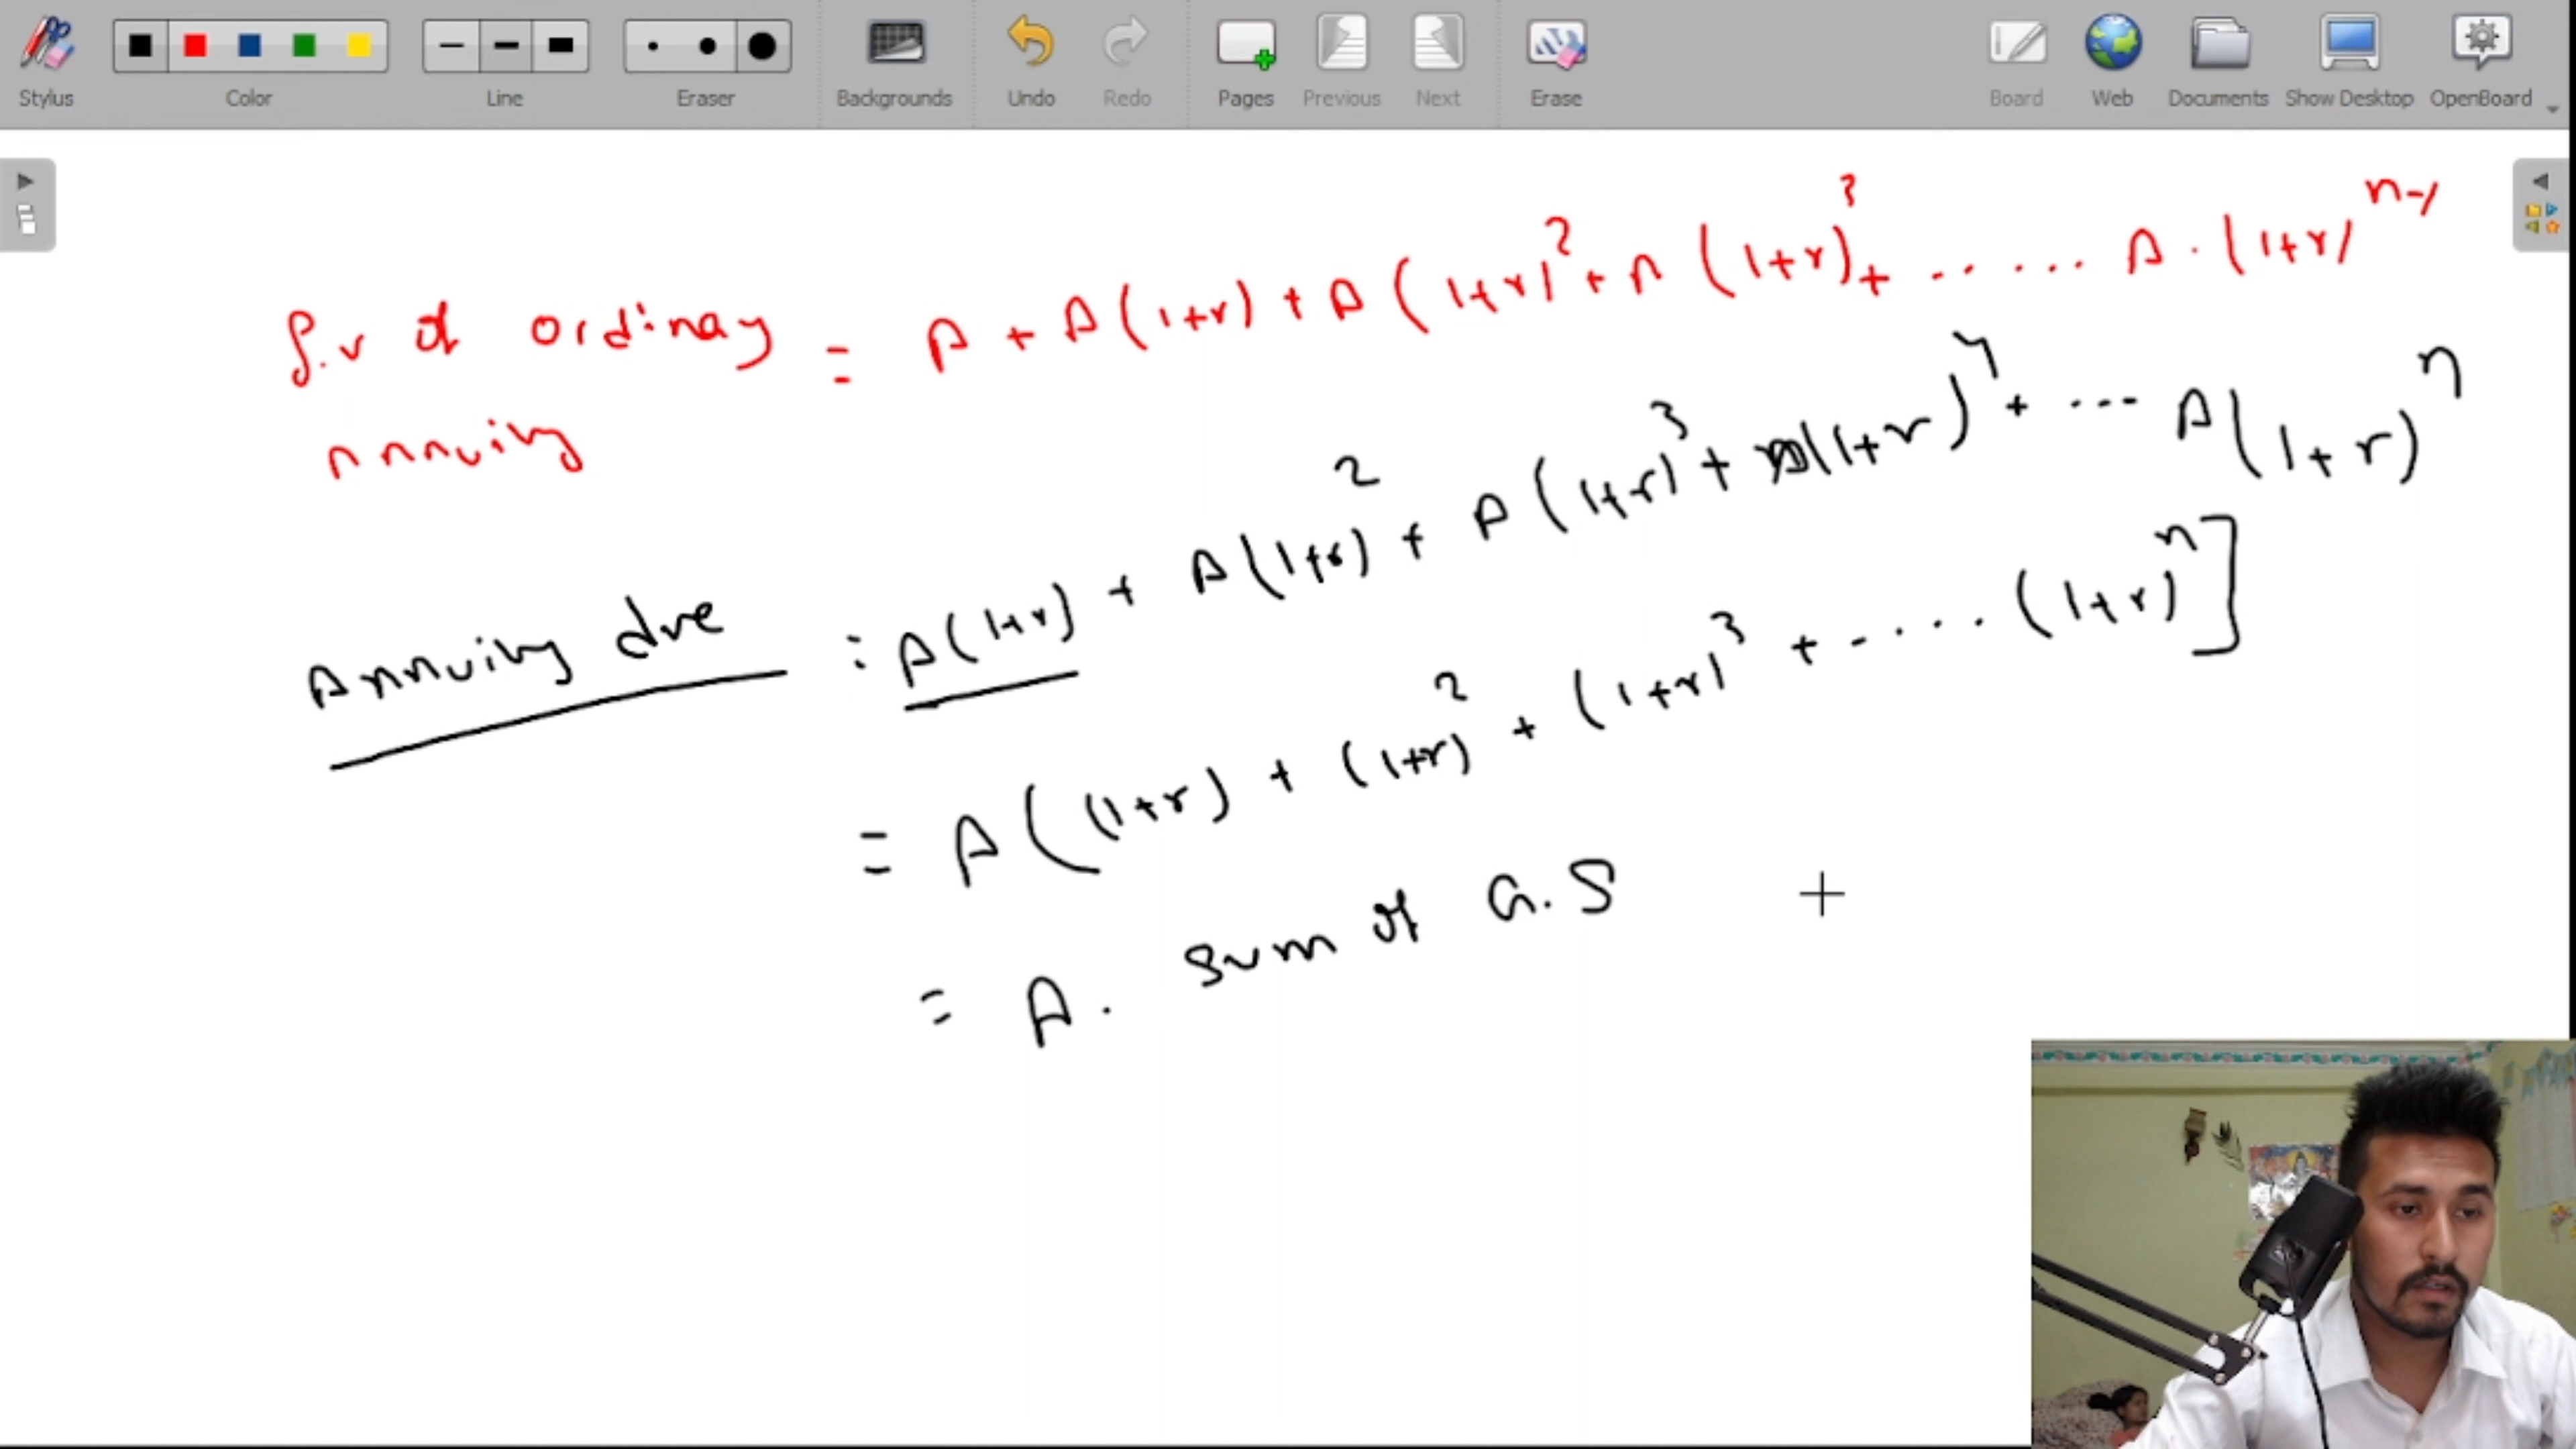 Stylus Color Line Eraser Backgrounds Undo Redo Pages Previous Next Erase Board Web Documents Show Desktop OpenBoard
f.v of ordinay = A + A(1+r) + A(1+r)^2 + A(1+r)^3 + ...... A.(1+r)^n-1
Annuity
Annuity due : A(1+r) + A(1+r)^2 + A(1+r)^3 + A(1+r)^4 + ... A(1+r)^n
= A[(1+r) + (1+r)^2 + (1+r)^3 + ..... (1+r)^n]
= A. Sum of G.S